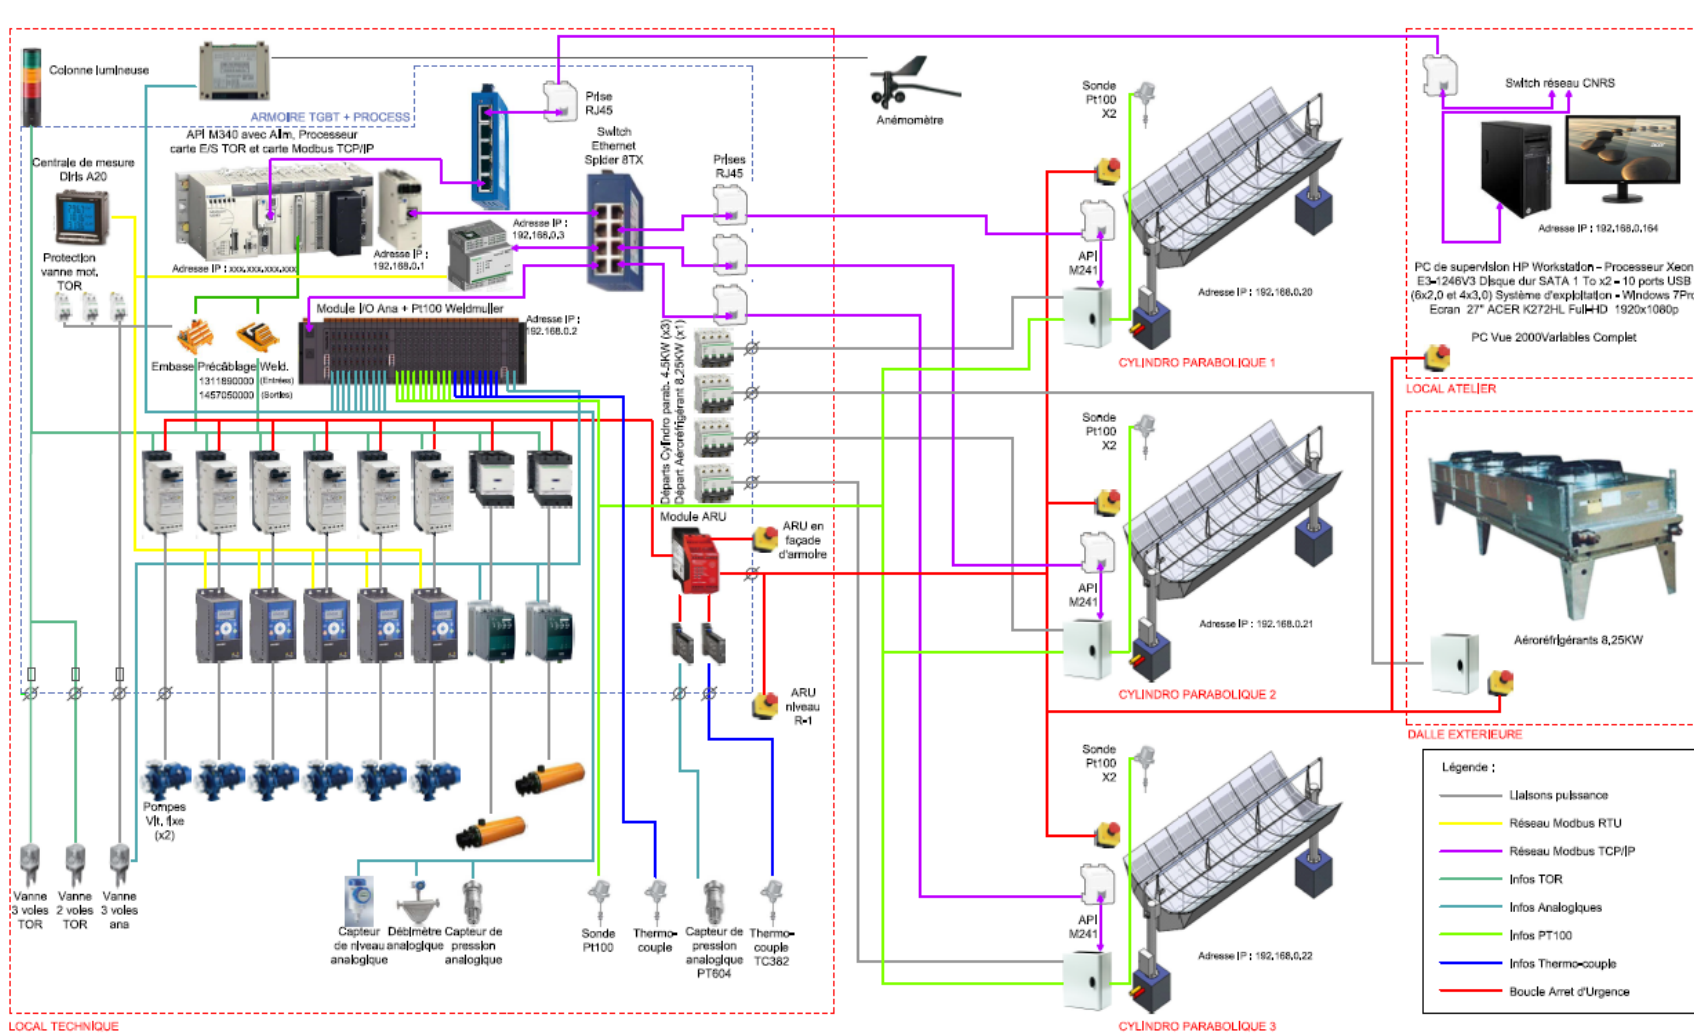 Colonne lumineuse
ARMOIRE TGBT + PROCESS
API M340 avec Alim, Processeur
carte E/S TOR et carte Modbus TCP/IP
Centrale de mesure
Diris A20
Protection
vanne mot.
TOR
Adresse IP : xxx.xxx.xxx.xxx
Adresse IP :
192.168.0.1
Adresse IP :
192.168.0.3
Prise
RJ45
Switch
Ethernet
Spider 8TX
Prises
RJ45
Anémomètre
Module I/O Ana + Pt100 Weidmuller
Adresse IP :
192.168.0.2
Embase Précâblage Weid.
1311890000 (Entrées)
1457050000 (Sorties)
Départs Cylindro parab. 4.5KW (x3)
Départ Aéroréfrigérant 8,25KW (x1)
Module ARU
ARU en
façade
d'armoire
ARU
niveau
R-1
Pompes
Vit. fixe
(x2)
Vanne
3 voies
TOR
Vanne
2 voies
TOR
Vanne
3 voies
ana
Capteur
de niveau
analogique
Débimètre
analogique
Capteur de
pression
analogique
Sonde
Pt100
Thermo-
couple
Capteur de
pression
analogique
PT604
Thermo-
couple
TC382
LOCAL TECHNIQUE
Sonde
Pt100
X2
API
M241
Adresse IP : 192.168.0.20
CYLINDRO PARABOLIQUE 1
Sonde
Pt100
X2
API
M241
Adresse IP : 192.168.0.21
CYLINDRO PARABOLIQUE 2
Sonde
Pt100
X2
API
M241
Adresse IP : 192.168.0.22
CYLINDRO PARABOLIQUE 3
Switch réseau CNRS
Adresse IP : 192.168.0.164
PC de supervision HP Workstation - Processeur Xeon
E3-1246V3 Disque dur SATA 1 To x2 - 10 ports USB
(6x2,0 et 4x3,0) Système d'exploitation - Windows 7Pro
Ecran 27" ACER K272HL Full-HD 1920x1080p
PC Vue 2000Variables Complet
LOCAL ATELIER
Aéroréfrigérants 8,25KW
DALLE EXTERIEURE
Légende :
Liaisons puissance
Réseau Modbus RTU
Réseau Modbus TCP/IP
Infos TOR
Infos Analogiques
Infos PT100
Infos Thermo-couple
Boucle Arret d'Urgence